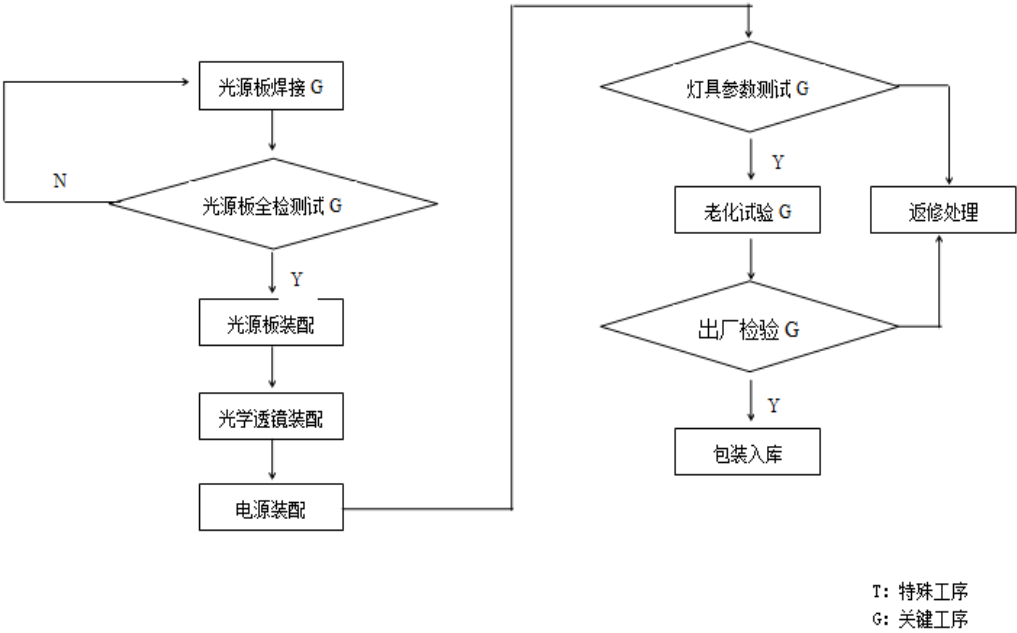 光源板焊接 G
N
光源板全检测试 G
Y
光源板装配
光学透镜装配
电源装配
灯具参数测试 G
Y
老化试验 G
返修处理
出厂检验 G
Y
包装入库
T: 特殊工序
G: 关键工序